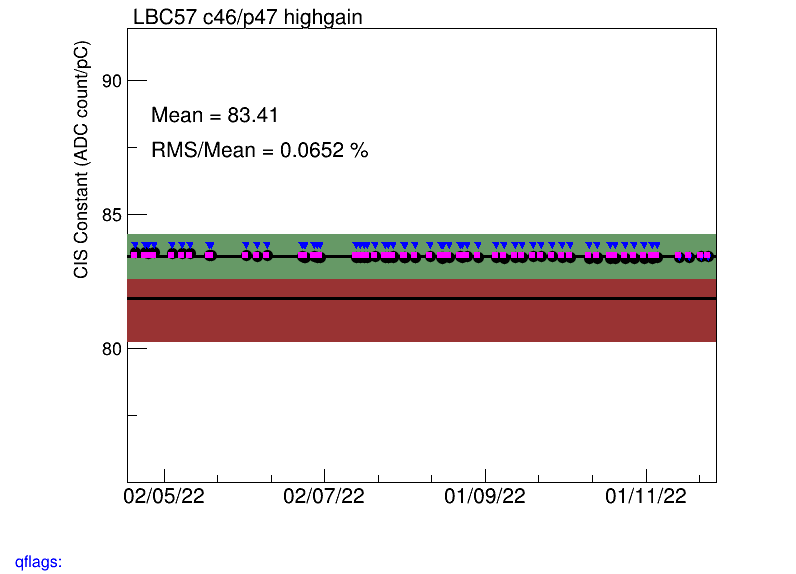 LBC57 c46/p47 highgain
CIS Constant (ADC count/pC)
90
Mean = 83.41
RMS/Mean = 0.0652 %
85
80
02/05/22 02/07/22 01/09/22 01/11/22
qflags: